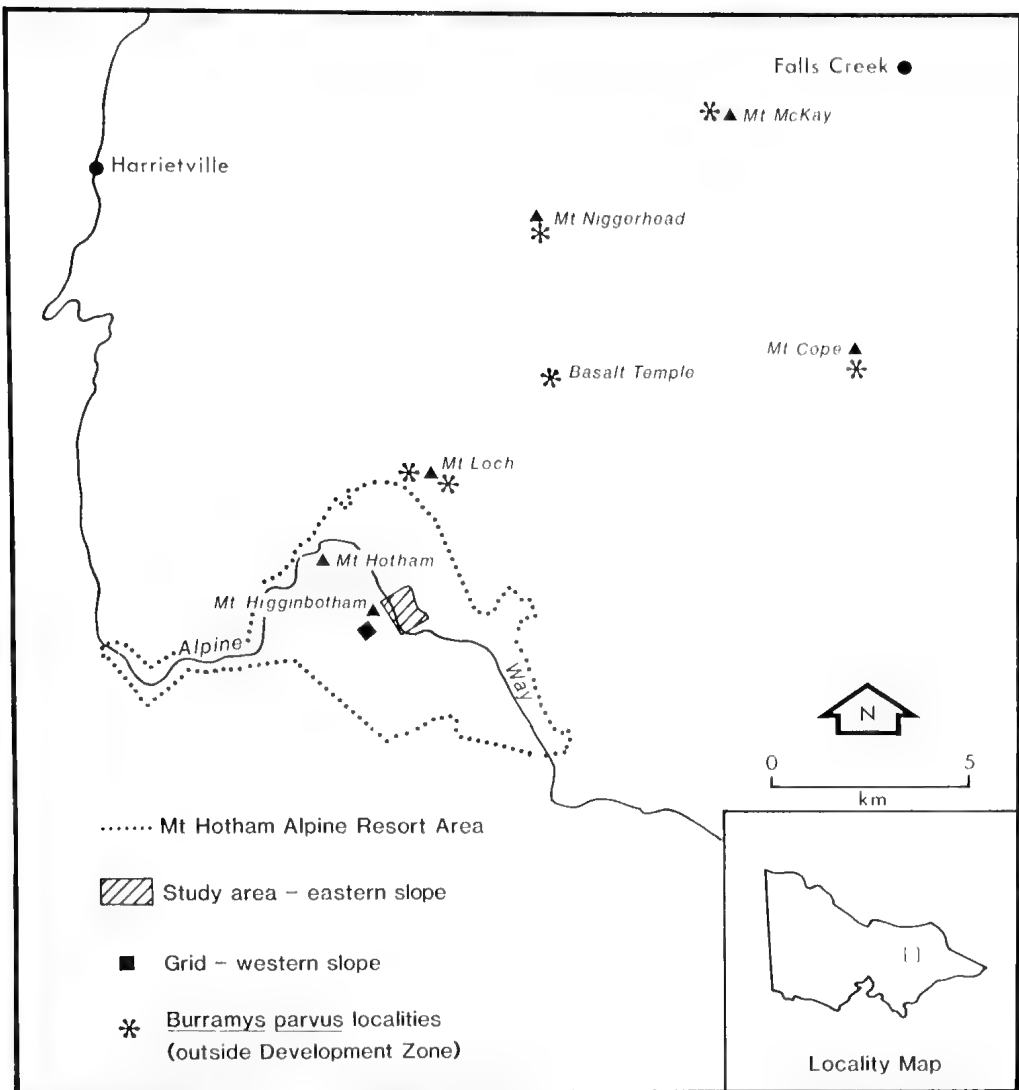 Falls Creek
Mt McKay
Harrietville
Mt Niggerhead
Mt Cope
Basalt Temple
Mt Loch
Mt Hotham
Mt Higginbotham
Alpine
Way
N
0 5
km
Mt Hotham Alpine Resort Area
Study area – eastern slope
Grid – western slope
Burramys parvus localities
(outside Development Zone)
Locality Map